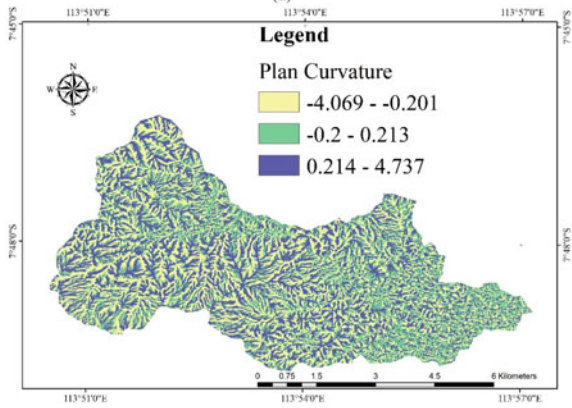 113°51'0"E 113°54'0"E 113°57'0"E
7°45'0"S
7°45'0"S
Legend
Plan Curvature
-4.069 - -0.201
-0.2 - 0.213
0.214 - 4.737
N
W E
S
7°48'0"S
7°48'0"S
0 0.75 1.5 3 4.5 6 Kilometers
113°51'0"E 113°54'0"E 113°57'0"E